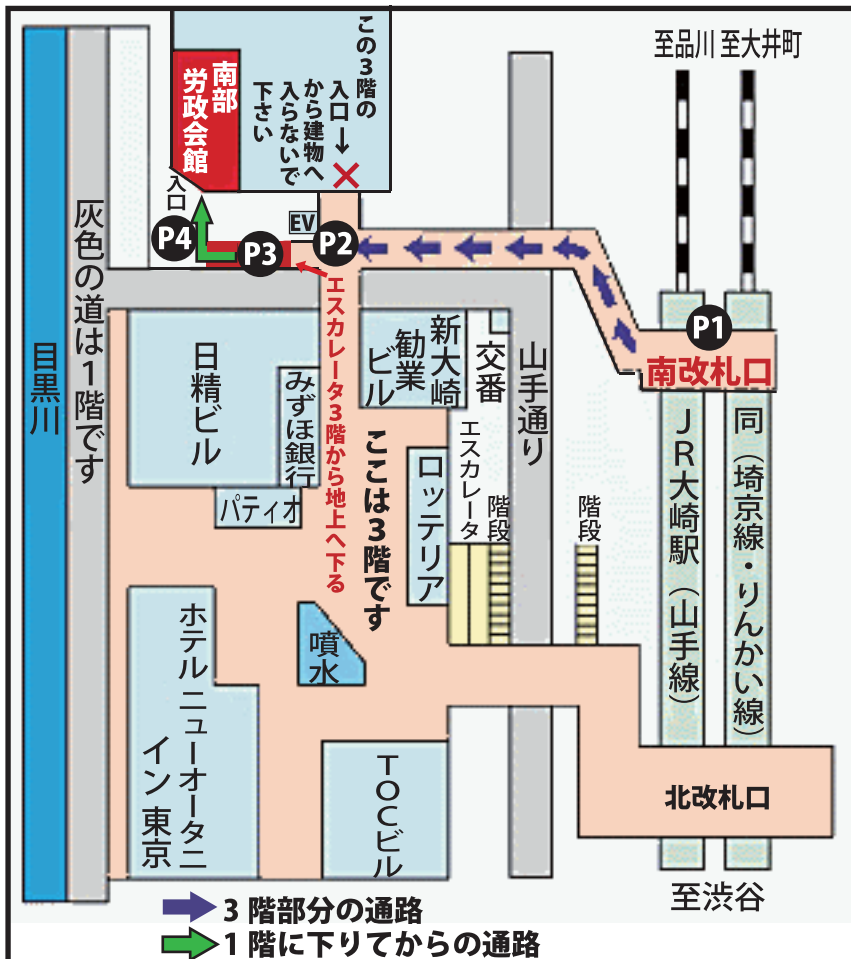 この3階の
入口→
から建物へ
入らないで
下さい
南部
労政会館
入口
EV
P4
P3
P2
P1
至品川
至大井町
南改札口
灰色の道は1階です
目黒川
日精ビル
みずほ銀行
パティオ
エスカレータ3階から地上へ下る
ここは3階です
新大崎
勧業
ビル
交番
山手通り
ロッテリア
エスカレータ
階段
階段
JR大崎駅（山手線）
同（埼京線・りんかい線）
噴水
ホテルニューオータニ
イン東京
TOCビル
北改札口
至渋谷
3階部分の通路
1階に下りてからの通路